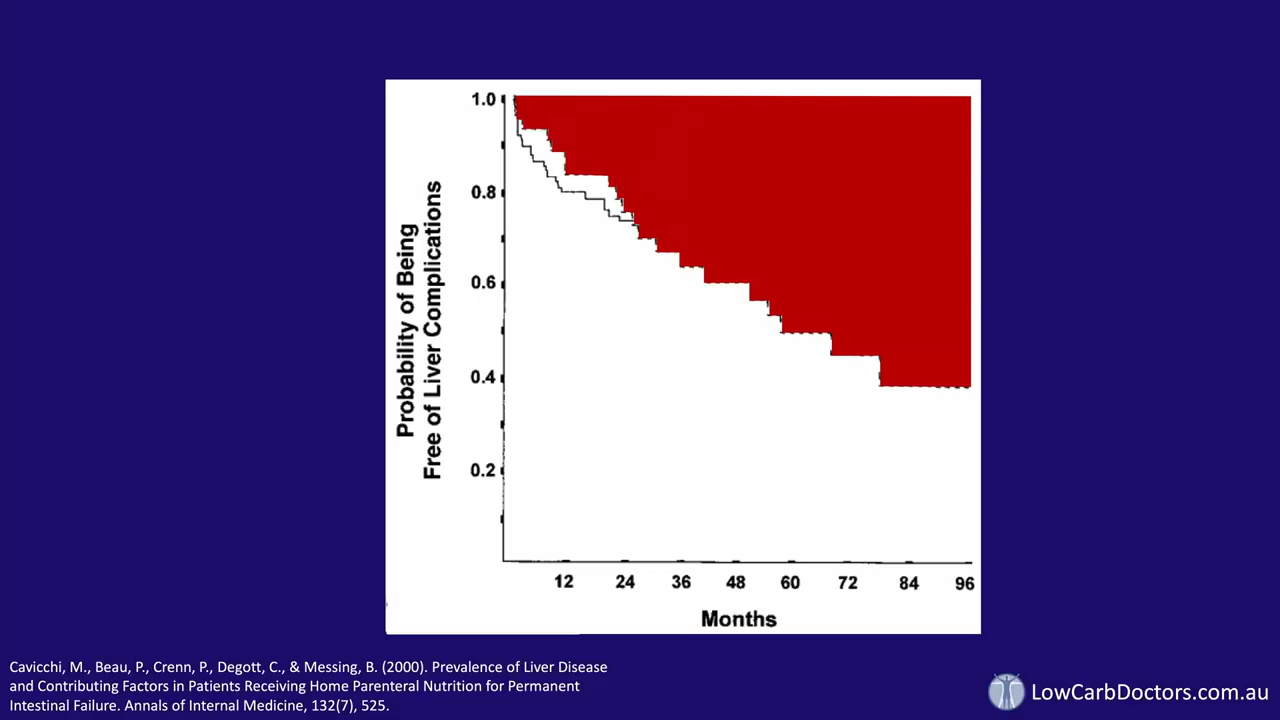 1.0
0.8
0.6
0.4
0.2
Probability of Being
Free of Liver Complications
12 24 36 48 60 72 84 96
Months
Cavicchi, M., Beau, P., Crenn, P., Degott, C., & Messing, B. (2000). Prevalence of Liver Disease
and Contributing Factors in Patients Receiving Home Parenteral Nutrition for Permanent
Intestinal Failure. Annals of Internal Medicine, 132(7), 525.
LowCarbDoctors.com.au